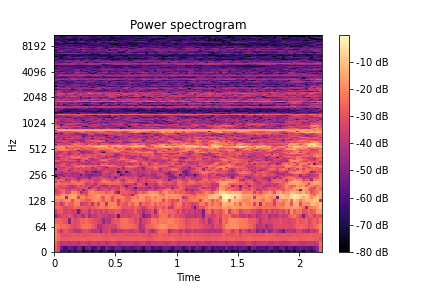 Power spectrogram
8192
4096
2048
1024
512
256
128
64
0
Hz
0
0.5
1
1.5
2
Time
-10 dB
-20 dB
-30 dB
-40 dB
-50 dB
-60 dB
-70 dB
-80 dB